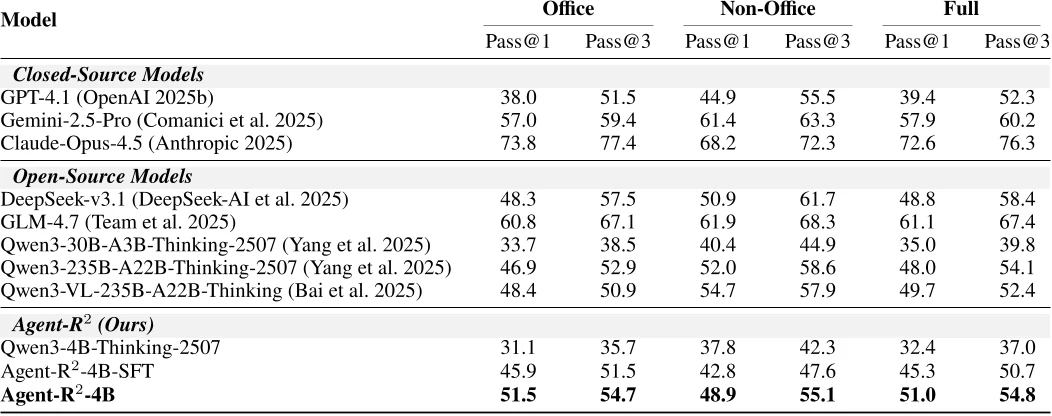 Model Office Non-Office Full
Pass@1 Pass@3 Pass@1 Pass@3 Pass@1 Pass@3
Closed-Source Models
GPT-4.1 (OpenAI 2025b) 38.0 51.5 44.9 55.5 39.4 52.3
Gemini-2.5-Pro (Comanici et al. 2025) 57.0 59.4 61.4 63.3 57.9 60.2
Claude-Opus-4.5 (Anthropic 2025) 73.8 77.4 68.2 72.3 72.6 76.3
Open-Source Models
DeepSeek-v3.1 (DeepSeek-AI et al. 2025) 48.3 57.5 50.9 61.7 48.8 58.4
GLM-4.7 (Team et al. 2025) 60.8 67.1 61.9 68.3 61.1 67.4
Qwen3-30B-A3B-Thinking-2507 (Yang et al. 2025) 33.7 38.5 40.4 44.9 35.0 39.8
Qwen3-235B-A22B-Thinking-2507 (Yang et al. 2025) 46.9 52.9 52.0 58.6 48.0 54.1
Qwen3-VL-235B-A22B-Thinking (Bai et al. 2025) 48.4 50.9 54.7 57.9 49.7 52.4
Agent-R² (Ours)
Qwen3-4B-Thinking-2507 31.1 35.7 37.8 42.3 32.4 37.0
Agent-R²-4B-SFT 45.9 51.5 42.8 47.6 45.3 50.7
Agent-R²-4B 51.5 54.7 48.9 55.1 51.0 54.8